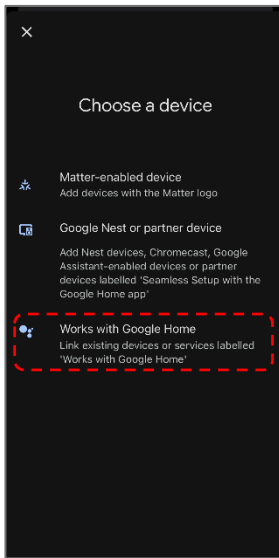 Choose a device
Matter-enabled device
Add devices with the Matter logo
Google Nest or partner device
Add Nest devices, Chromecast, Google
Assistant-enabled devices or partner
devices labelled 'Seamless Setup with the
Google Home app'
Works with Google Home
Link existing devices or services labelled
'Works with Google Home'